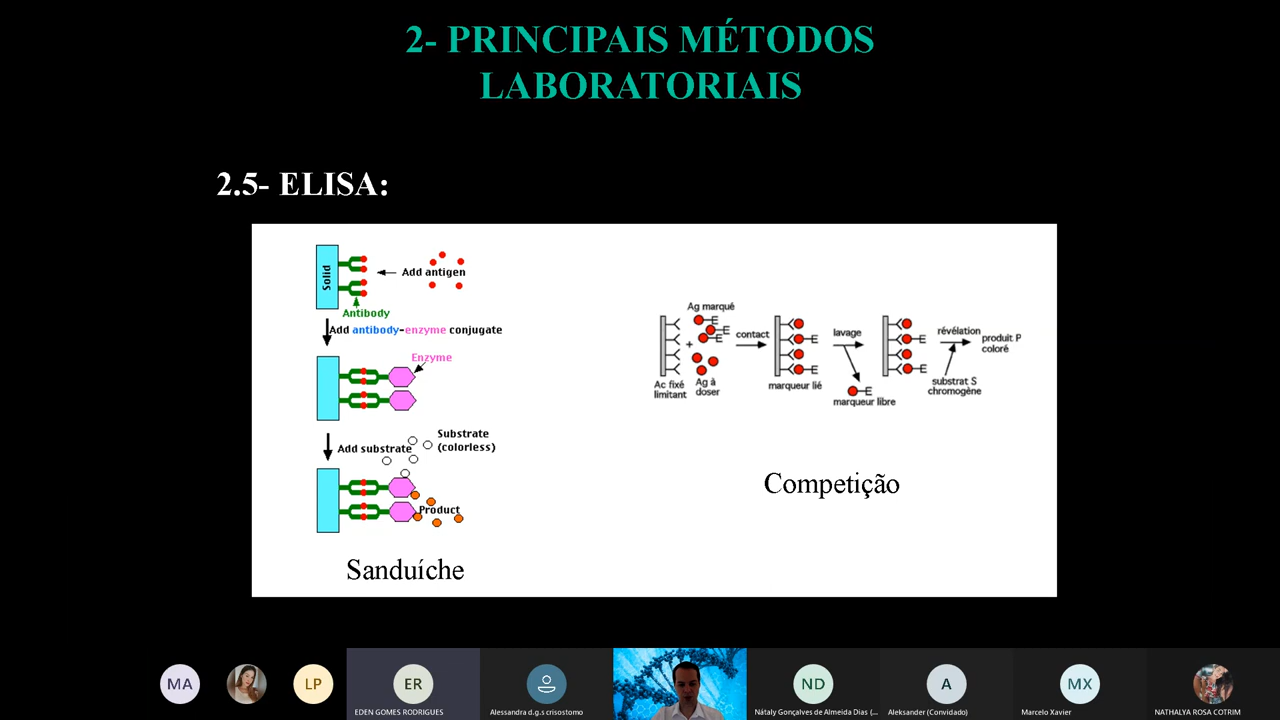 2- PRINCIPAIS MÉTODOS
LABORATORIAIS
2.5- ELISA:
Solid
Add antigen
Antibody
Add antibody-enzyme conjugate
Enzyme
Substrate
(colorless)
Add substrate
Product
Sanduíche
Ag marqué
Ac fixé
limitant
Ag à
doser
+
contact
marqueur lié
lavage
marqueur libre
révélation
substrat S
chromogène
produit P
coloré
E
E
E
E
E
E
E
E
Competição
MA
LP
ER
ND
A
MX
EDEN GOMES RODRIGUES
Alessandra d.g.s crisostomo
Nátaly Gonçalves de Almeida Dias (...
Aleksander (Convidado)
Marcelo Xavier
NATHALYA ROSA COTRIM